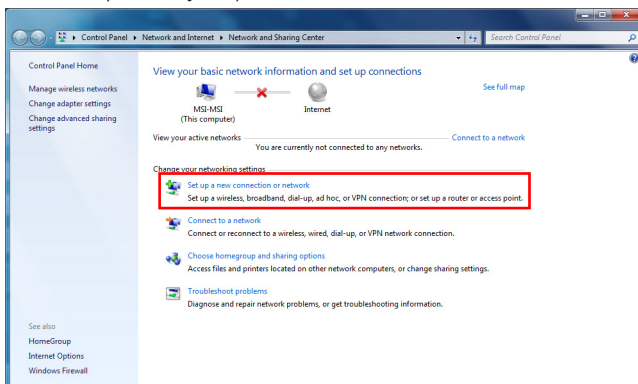 Control Panel ▸ Network and Internet ▸ Network and Sharing Center
Search Control Panel
Control Panel Home
Manage wireless networks
Change adapter settings
Change advanced sharing
settings
See also
HomeGroup
Internet Options
Windows Firewall
View your basic network information and set up connections
See full map
MSI-MSI
(This computer)
Internet
View your active networks
Connect to a network
You are currently not connected to any networks.
Change your networking settings
Set up a new connection or network
Set up a wireless, broadband, dial-up, ad hoc, or VPN connection; or set up a router or access point.
Connect to a network
Connect or reconnect to a wireless, wired, dial-up, or VPN network connection.
Choose homegroup and sharing options
Access files and printers located on other network computers, or change sharing settings.
Troubleshoot problems
Diagnose and repair network problems, or get troubleshooting information.